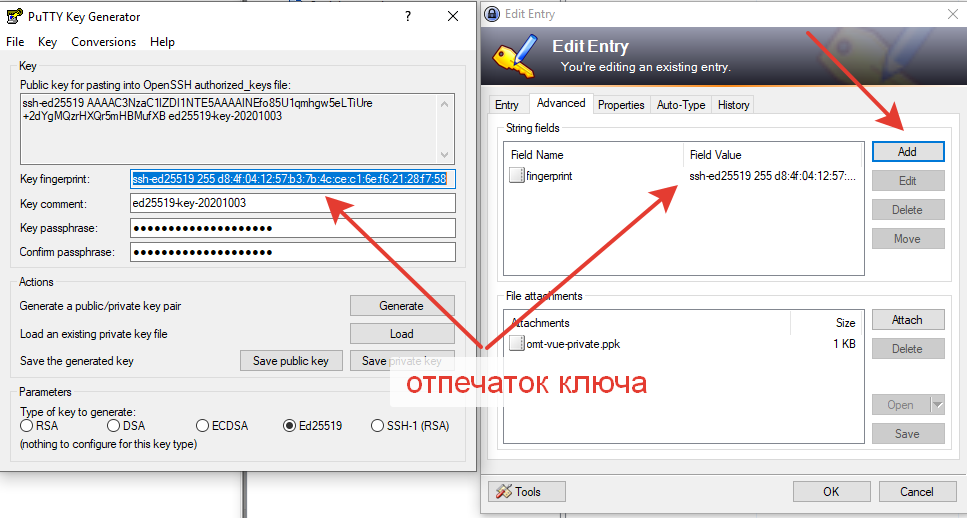 PuTTY Key Generator
?
File Key Conversions Help
Key
Public key for pasting into OpenSSH authorized_keys file:
ssh-ed25519 AAAAC3NzaC1lZDI1NTE5AAAAINEfo85U1qmhgw5eLTiUre
+2dYgMQzrHXQr5mHBMufXB ed25519-key-20201003
Key fingerprint: ssh-ed25519 255 d8:4f:04:12:57:b3:7b:4c:ce:c1:6e:f6:21:28:f7:58
Key comment: ed25519-key-20201003
Key passphrase: ●●●●●●●●●●●●●●●●●●●●
Confirm passphrase: ●●●●●●●●●●●●●●●●●●●●
Actions
Generate a public/private key pair Generate
Load an existing private key file Load
Save the generated key Save public key Save private key
Parameters
Type of key to generate:
RSA DSA ECDSA Ed25519 SSH-1 (RSA)
(nothing to configure for this key type)
Edit Entry
Edit Entry
You're editing an existing entry.
Entry Advanced Properties Auto-Type History
String fields
Field Name Field Value
fingerprint ssh-ed25519 255 d8:4f:04:12:57:...
Add
Edit
Delete
Move
File attachments
Attachments Size
omt-vue-private.ppk 1 KB
Attach
Delete
Open
Save
Tools OK Cancel
отпечаток ключа